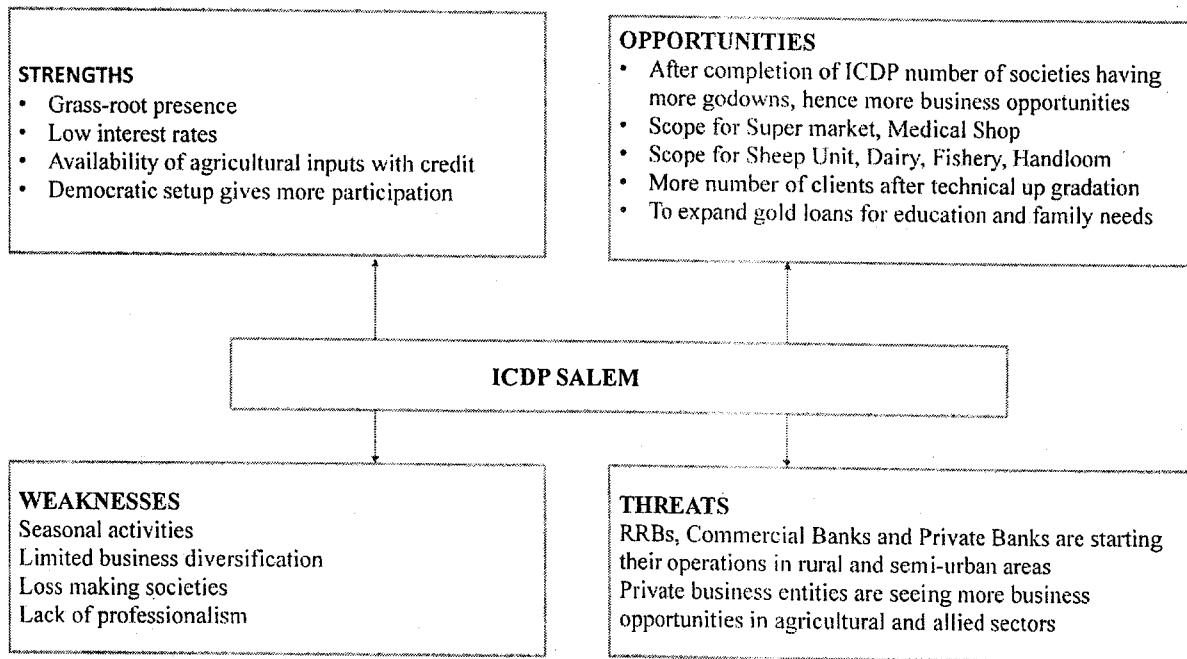 STRENGTHS
• Grass-root presence
• Low interest rates
• Availability of agricultural inputs with credit
• Democratic setup gives more participation
OPPORTUNITIES
• After completion of ICDP number of societies having
more godowns, hence more business opportunities
• Scope for Super market, Medical Shop
• Scope for Sheep Unit, Dairy, Fishery, Handloom
• More number of clients after technical up gradation
• To expand gold loans for education and family needs
ICDP SALEM
WEAKNESSES
Seasonal activities
Limited business diversification
Loss making societies
Lack of professionalism
THREATS
RRBs, Commercial Banks and Private Banks are starting
their operations in rural and semi-urban areas
Private business entities are seeing more business
opportunities in agricultural and allied sectors